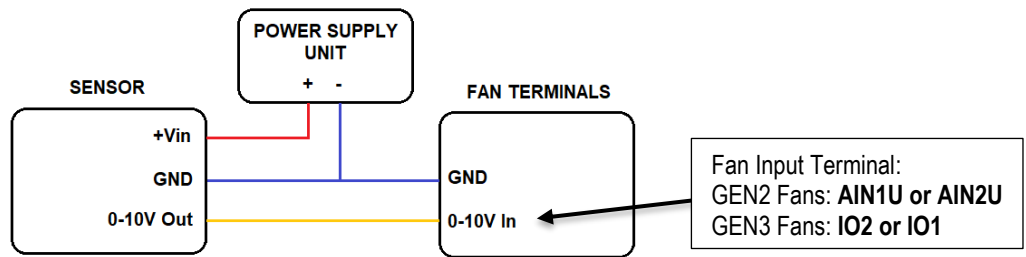 POWER SUPPLY
UNIT
+ -
SENSOR
+Vin
GND
0-10V Out
FAN TERMINALS
GND
0-10V In
Fan Input Terminal:
GEN2 Fans: AIN1U or AIN2U
GEN3 Fans: IO2 or IO1